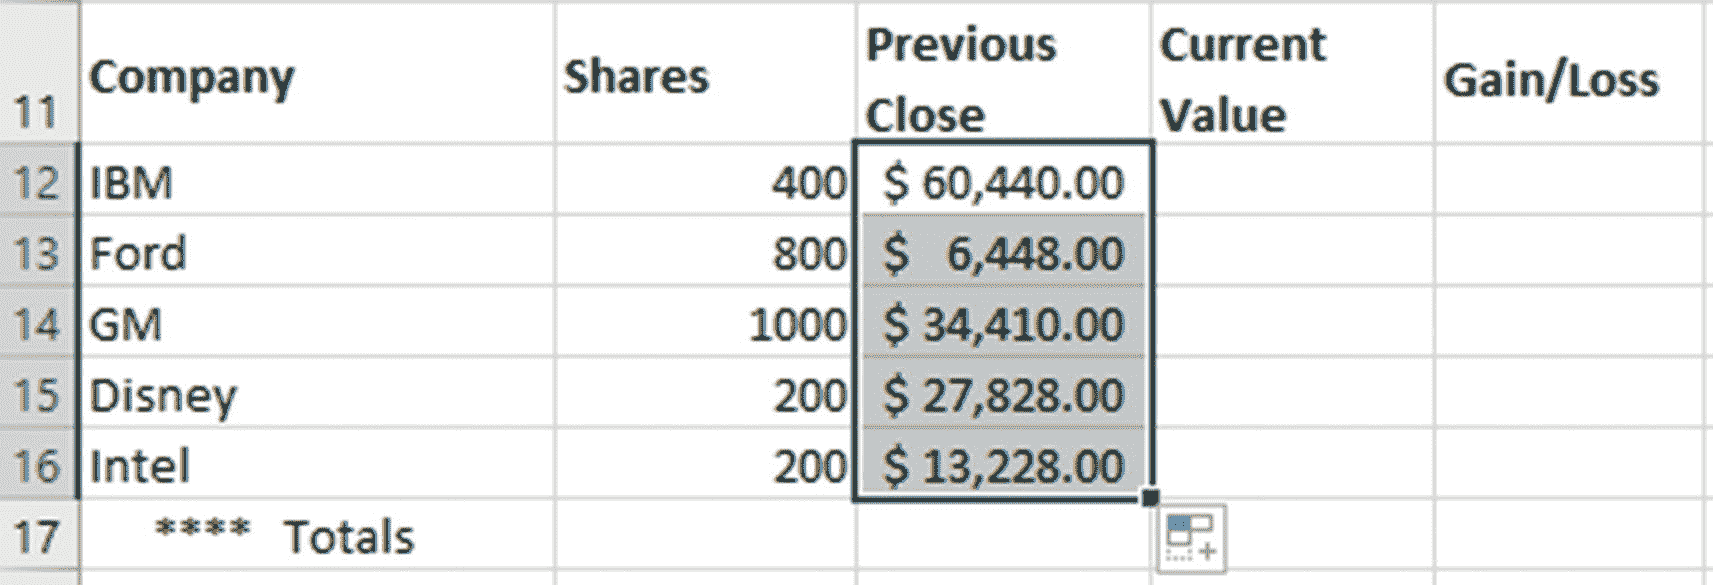 11 Company Shares Previous Close Current Value Gain/Loss
12 IBM 400 $ 60,440.00
13 Ford 800 $ 6,448.00
14 GM 1000 $ 34,410.00
15 Disney 200 $ 27,828.00
16 Intel 200 $ 13,228.00
17 **** Totals